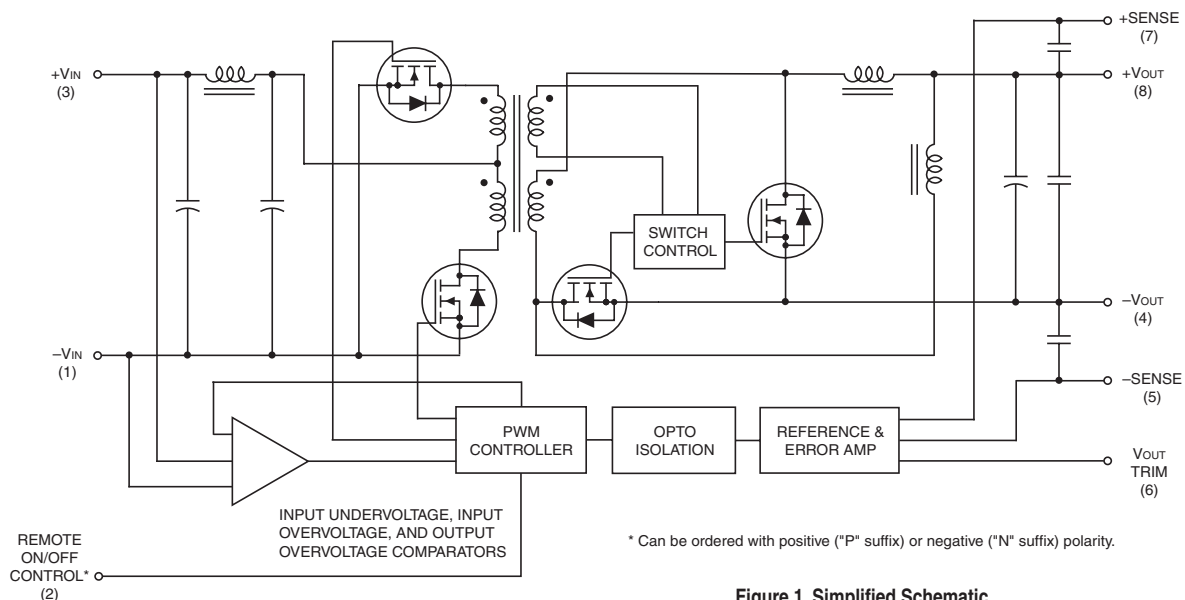 +SENSE
(7)
+VIN
(3)
+VOUT
(8)
SWITCH
CONTROL
–VOUT
(4)
–VIN
(1)
–SENSE
(5)
PWM
CONTROLLER
OPTO
ISOLATION
REFERENCE &
ERROR AMP
VOUT
TRIM
(6)
INPUT UNDERVOLTAGE, INPUT
OVERVOLTAGE, AND OUTPUT
OVERVOLTAGE COMPARATORS
REMOTE
ON/OFF
CONTROL*
(2)
* Can be ordered with positive ("P" suffix) or negative ("N" suffix) polarity.
Figure 1. Simplified Schematic